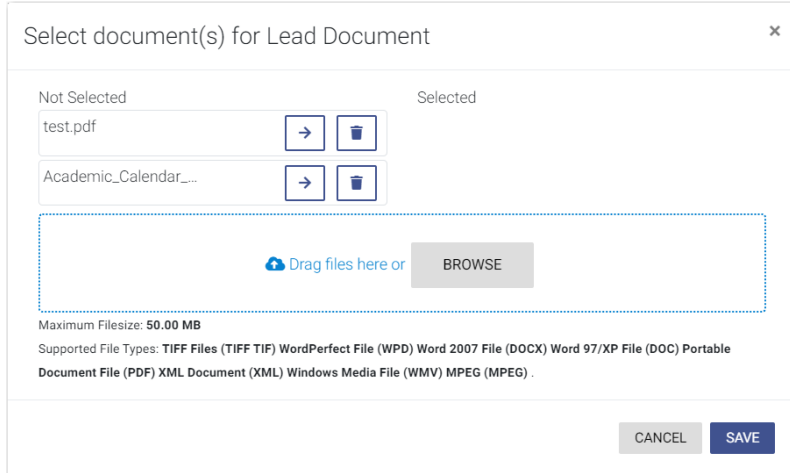 Select document(s) for Lead Document
×
Not Selected
Selected
test.pdf
Academic_Calendar_...
Drag files here or
BROWSE
Maximum Filesize: 50.00 MB
Supported File Types: TIFF Files (TIFF TIF) WordPerfect File (WPD) Word 2007 File (DOCX) Word 97/XP File (DOC) Portable
Document File (PDF) XML Document (XML) Windows Media File (WMV) MPEG (MPEG) .
CANCEL
SAVE